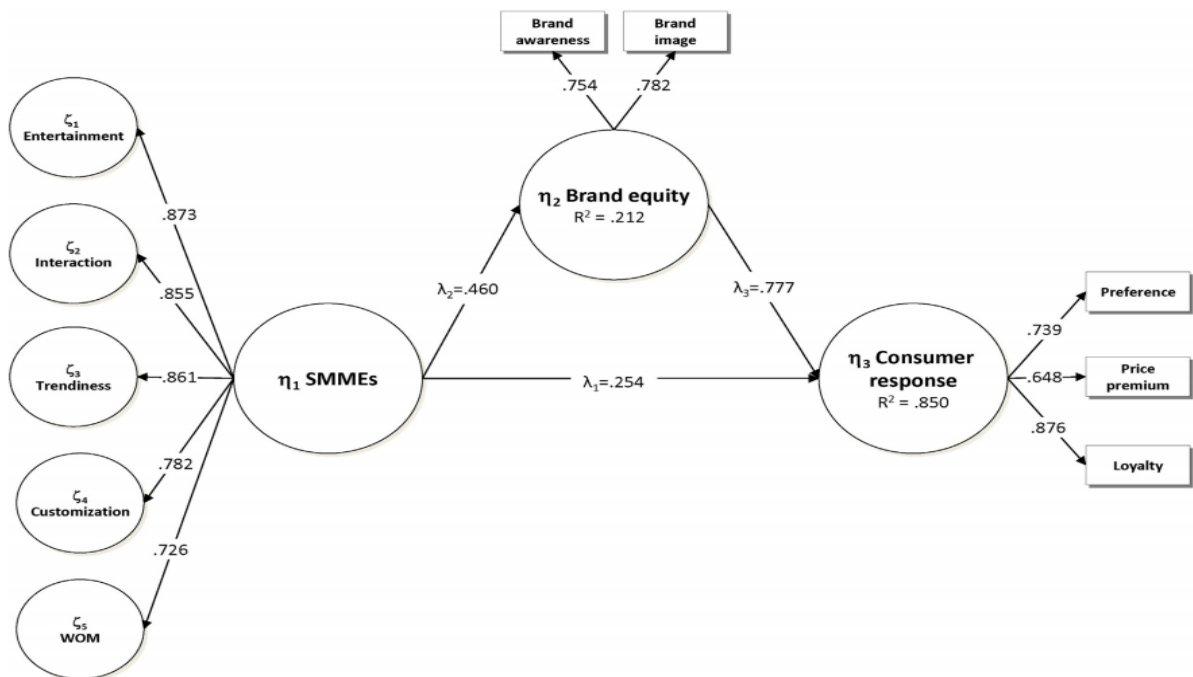 Brand
awareness
Brand
image
.754
.782
ζ₁
Entertainment
η₂ Brand equity
R² = .212
.873
ζ₂
Interaction
.855
λ₂=.460
λ₃=.777
Preference
.739
ζ₃
Trendiness
.861
η₁ SMMEs
λ₁=.254
η₃ Consumer
response
R² = .850
.648
Price
premium
.876
Loyalty
.782
ζ₄
Customization
.726
ζ₅
WOM